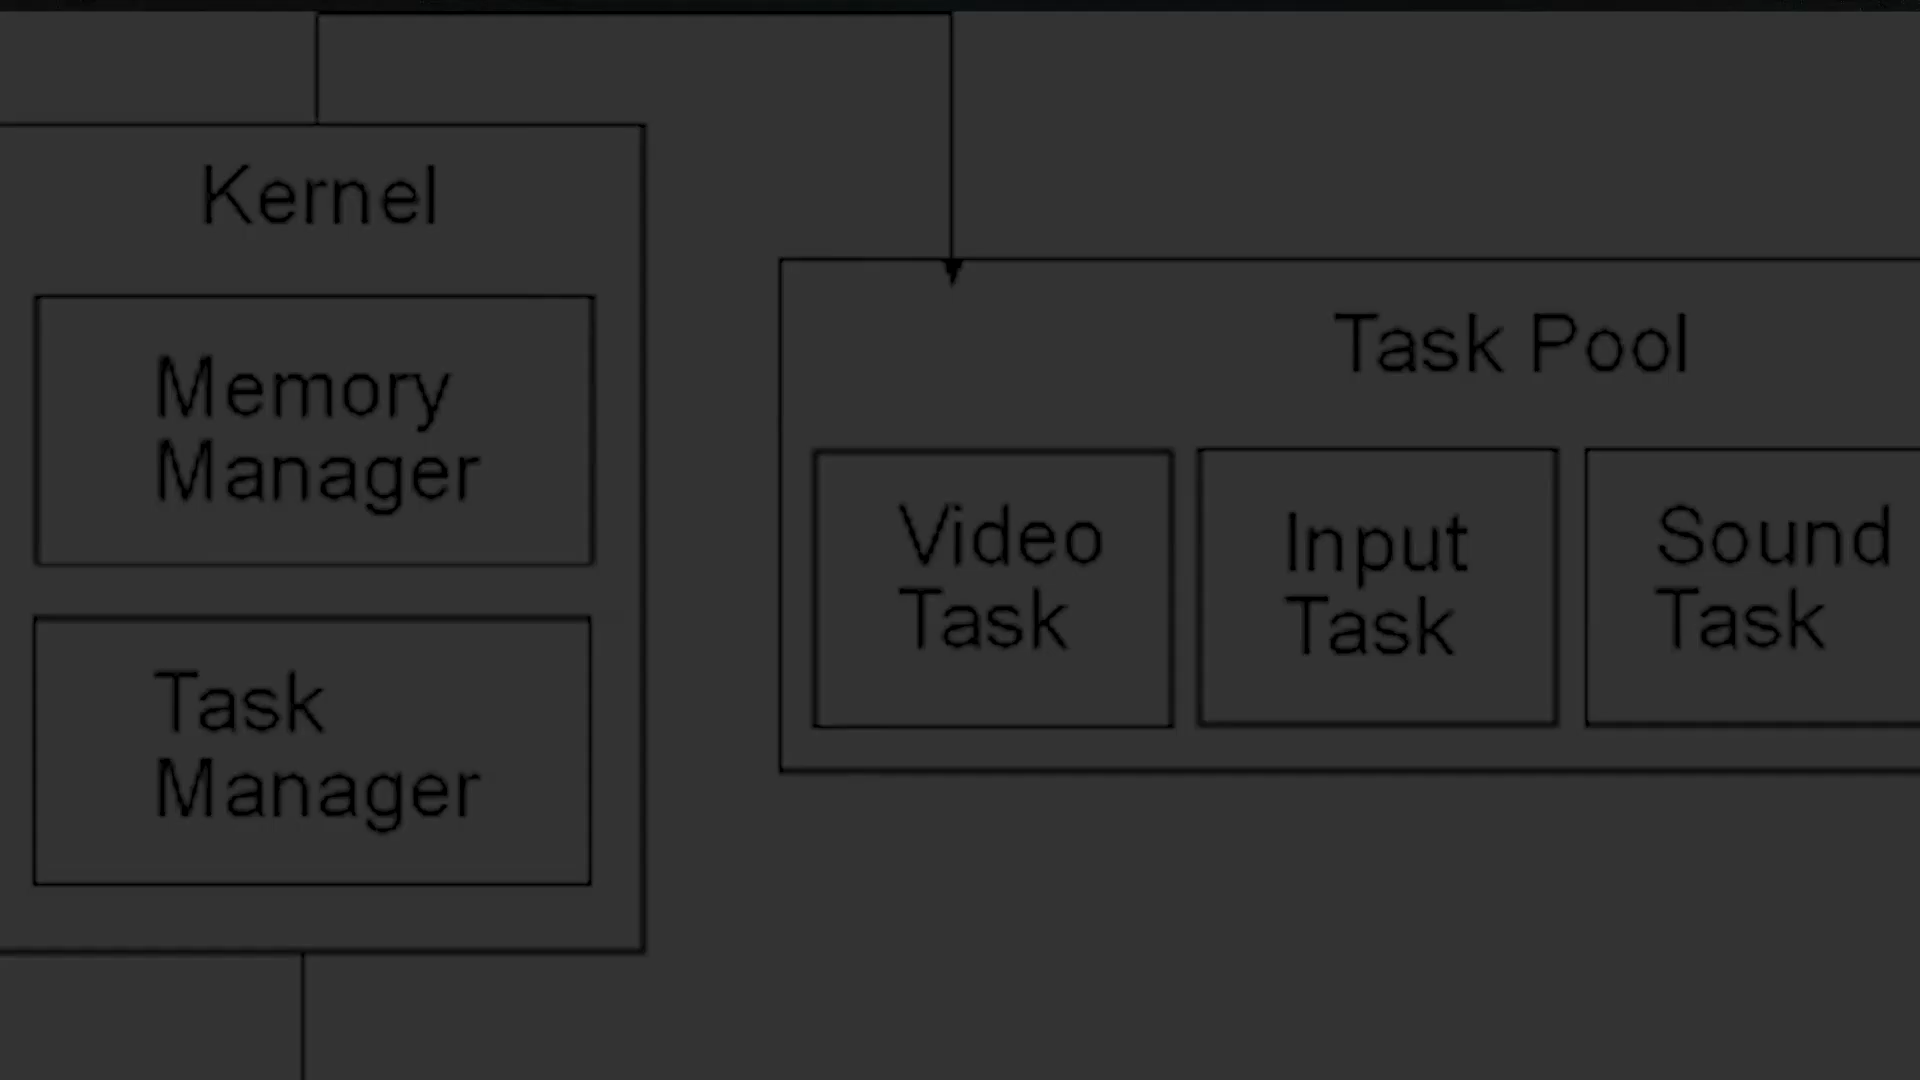 Kernel
Memory
Manager
Task
Manager
Task Pool
Video
Task
Input
Task
Sound
Task